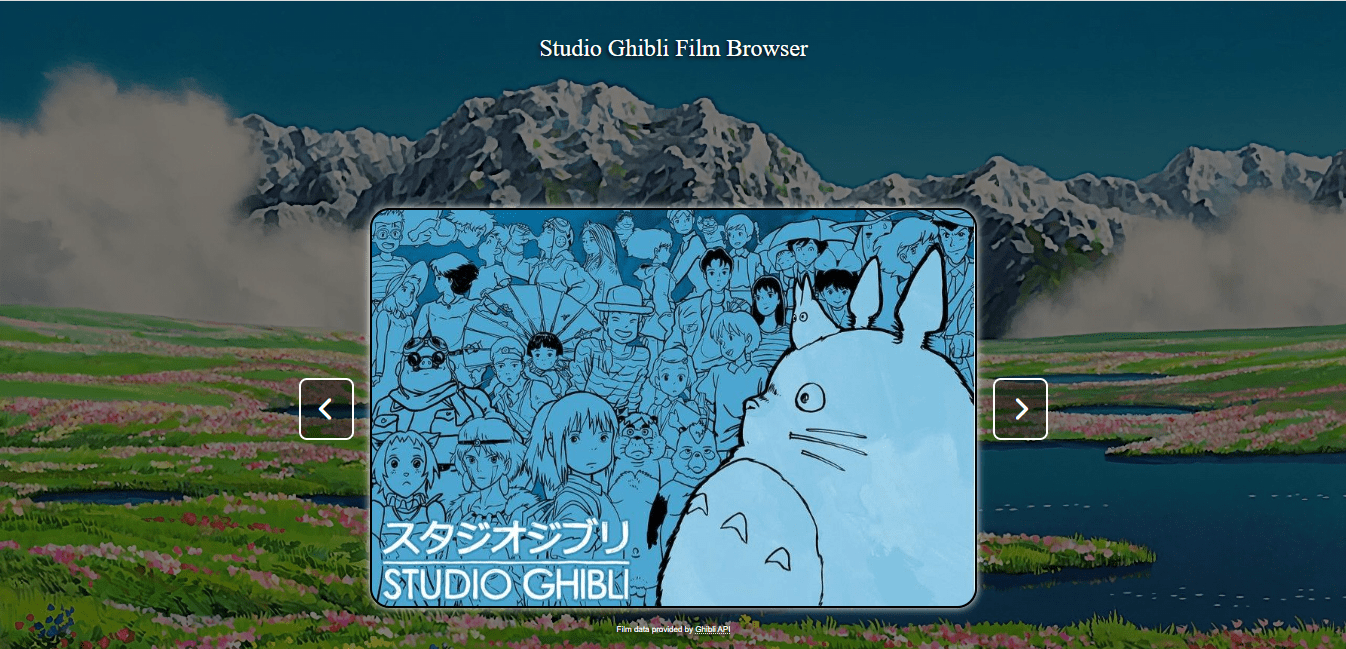 Studio Ghibli Film Browser
スタジオジブリ
STUDIO GHIBLI
Film data provided by Ghibli API